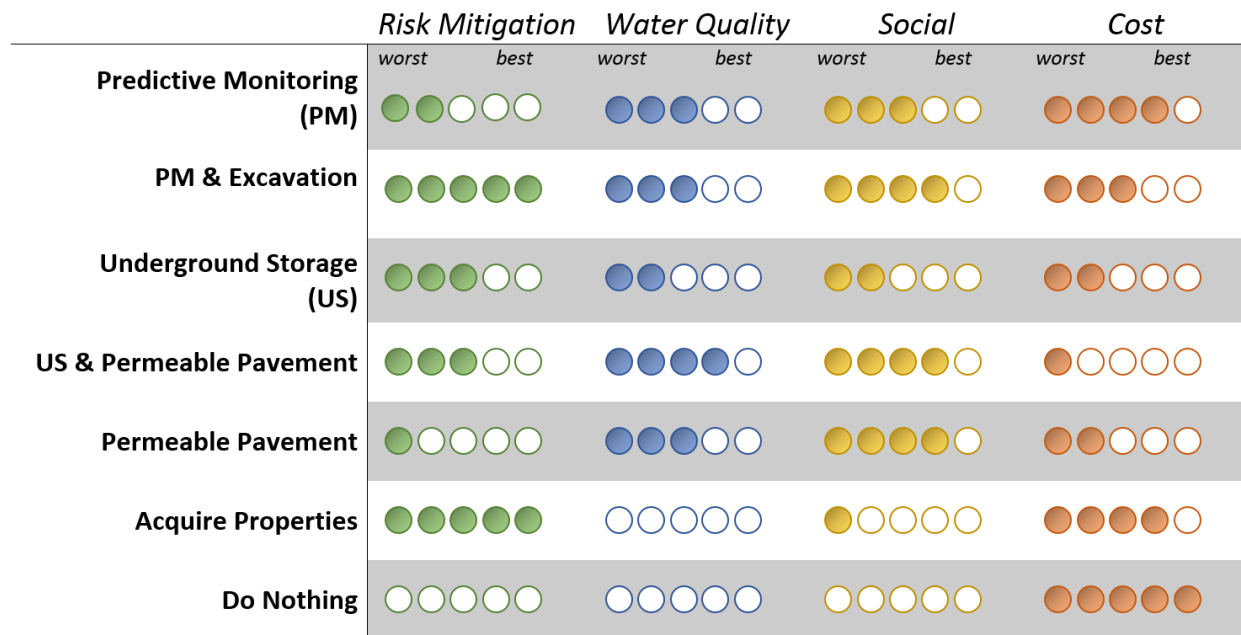 Risk Mitigation Water Quality Social Cost
worst best worst best worst best worst best
Predictive Monitoring
(PM)
PM & Excavation
Underground Storage
(US)
US & Permeable Pavement
Permeable Pavement
Acquire Properties
Do Nothing